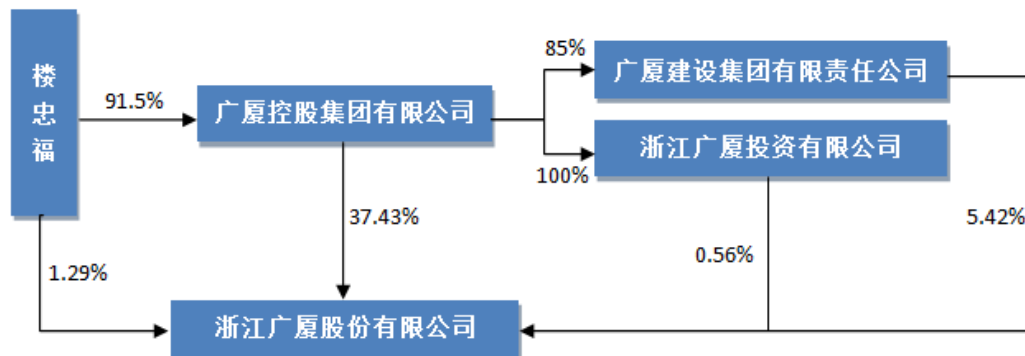 楼忠福
91.5%
广厦控股集团有限公司
85%
广厦建设集团有限责任公司
100%
浙江广厦投资有限公司
37.43%
5.42%
0.56%
1.29%
浙江广厦股份有限公司